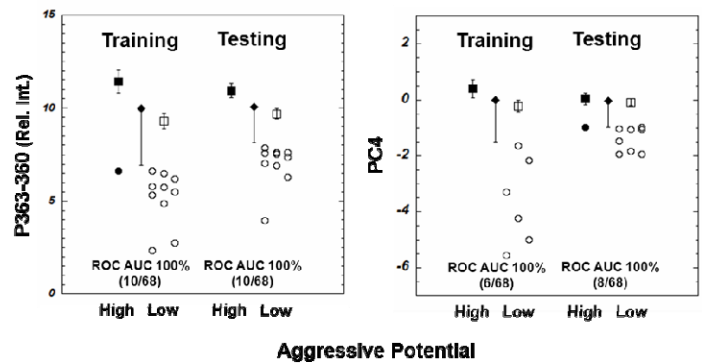 15
10
5
0
P363-360 (Rel. Int.)
Training Testing
ROC AUC 100% ROC AUC 100%
(10/68) (10/68)
High Low High Low
2
0
-2
-4
-6
PC4
Training Testing
ROC AUC 100% ROC AUC 100%
(6/68) (8/68)
High Low High Low
Aggressive Potential